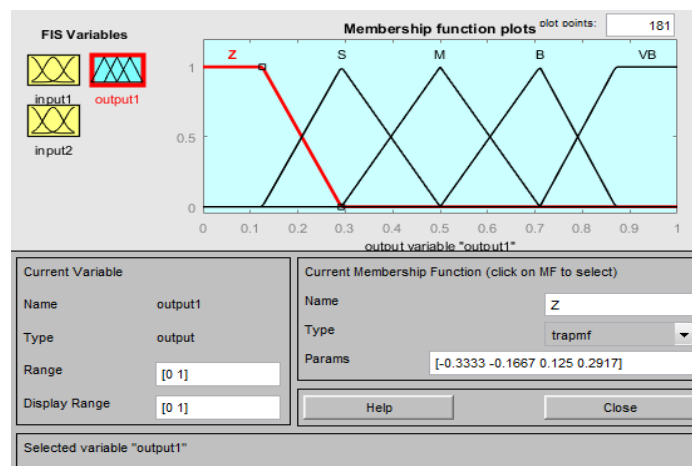 FIS Variables
input1
output1
input2
Membership function plots
plot points:
181
Z
S
M
B
VB
1
0.5
0
0
0.1
0.2
0.3
0.4
0.5
0.6
0.7
0.8
0.9
1
output variable "output1"
Current Variable
Name
output1
Type
output
Range
[0 1]
Display Range
[0 1]
Current Membership Function (click on MF to select)
Name
Z
Type
trapmf
Params
[-0.3333 -0.1667 0.125 0.2917]
Help
Close
Selected variable "output1"